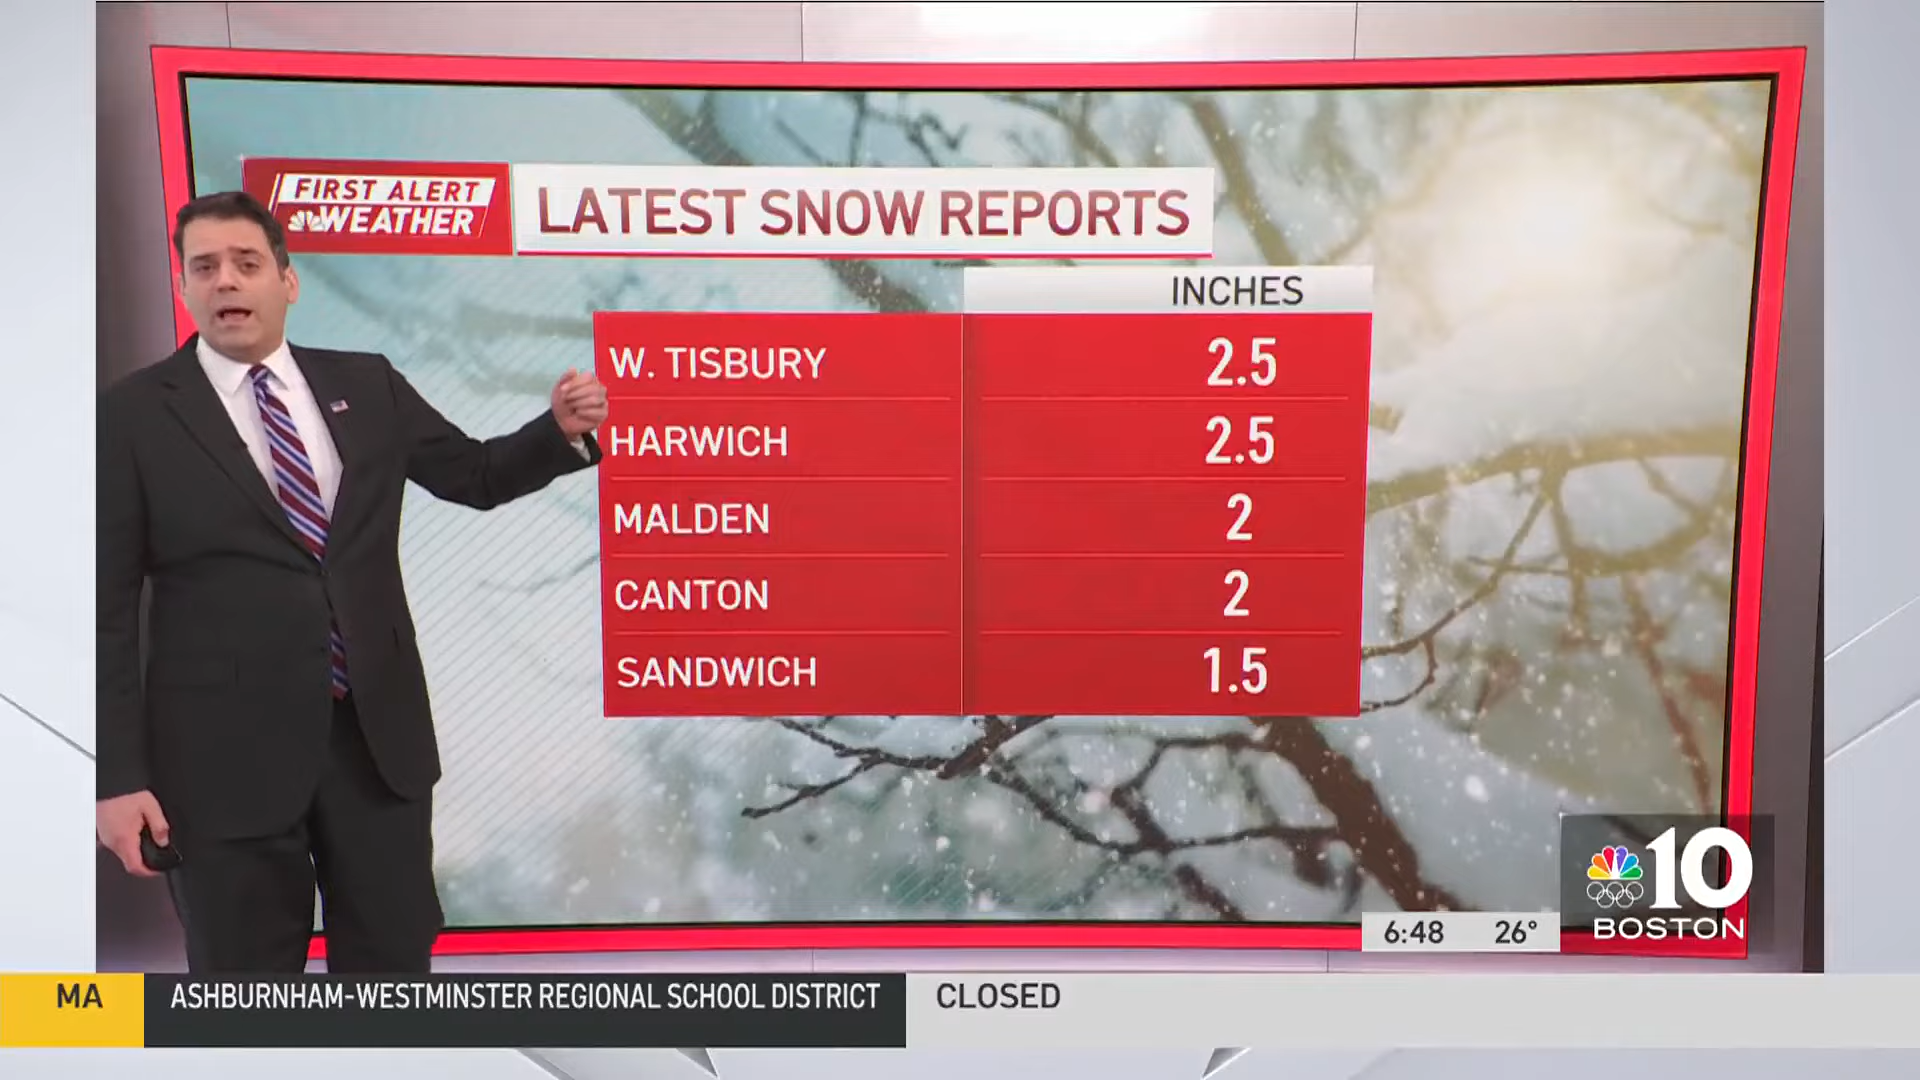 FIRST ALERT
WEATHER
LATEST SNOW REPORTS
INCHES
W. TISBURY 2.5
HARWICH 2.5
MALDEN 2
CANTON 2
SANDWICH 1.5
10
BOSTON
6:48 26°
MA ASHBURNHAM-WESTMINSTER REGIONAL SCHOOL DISTRICT CLOSED